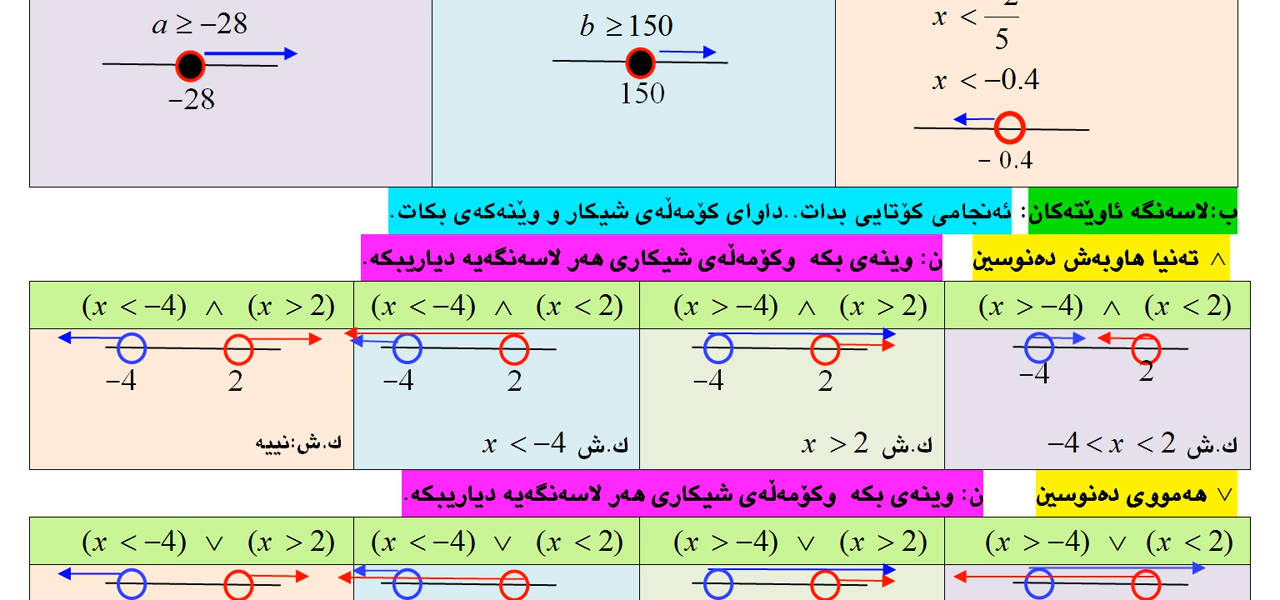 a ≥ −28
−28
b ≥ 150
150
x < −2/5
x < −0.4
− 0.4
ب:لاسەنگە ئاوێتەکان: ئەنجامی کۆتایی بدات..داوای کۆمەڵەی شیکار و وێنەکەی بکات.
∧ تەنیا هاوبەش دەنوسین ن: وینەی بکە وکۆمەڵەی شیکاری هەر لاسەنگەیە دیاریبکە.
(x < −4) ∧ (x > 2) (x < −4) ∧ (x < 2) (x > −4) ∧ (x > 2) (x > −4) ∧ (x < 2)
−4 2 −4 2 −4 2 −4 2
ك.ش:نییە ك.ش x < −4 ك.ش x > 2 ك.ش −4 < x < 2
∨ هەمووی دەنوسین ن: وینەی بکە وکۆمەڵەی شیکاری هەر لاسەنگەیە دیاریبکە.
(x < −4) ∨ (x > 2) (x < −4) ∨ (x < 2) (x > −4) ∨ (x > 2) (x > −4) ∨ (x < 2)